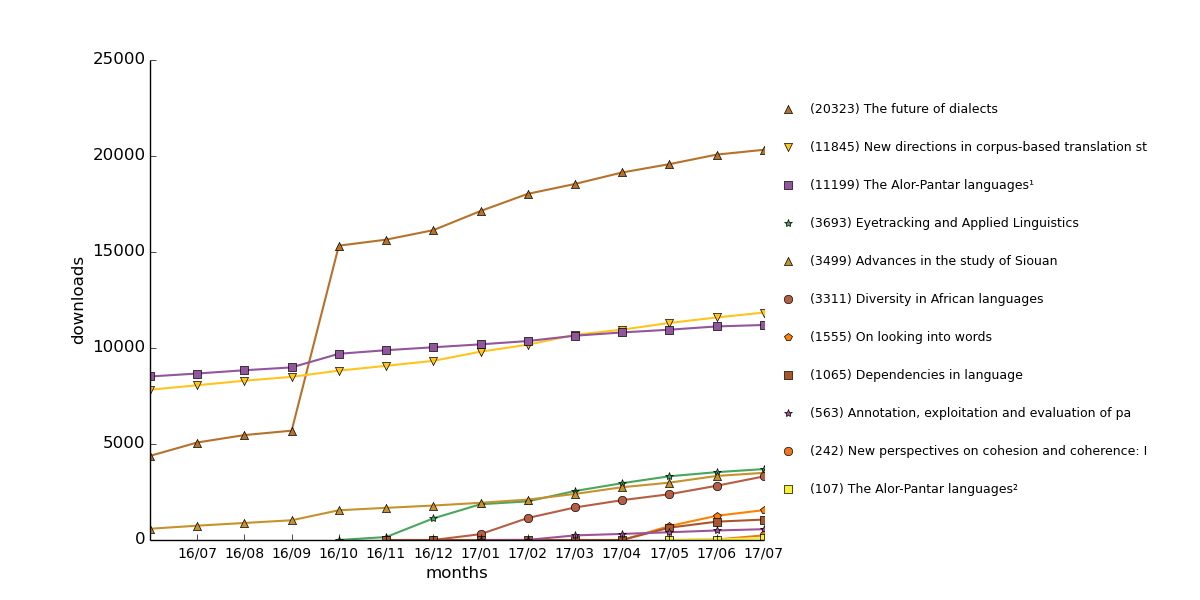 25000
20000
15000
10000
5000
0
downloads
16/07 16/08 16/09 16/10 16/11 16/12 17/01 17/02 17/03 17/04 17/05 17/06 17/07
months
(20323) The future of dialects
(11845) New directions in corpus-based translation st
(11199) The Alor-Pantar languages¹
(3693) Eyetracking and Applied Linguistics
(3499) Advances in the study of Siouan
(3311) Diversity in African languages
(1555) On looking into words
(1065) Dependencies in language
(563) Annotation, exploitation and evaluation of pa
(242) New perspectives on cohesion and coherence: I
(107) The Alor-Pantar languages²